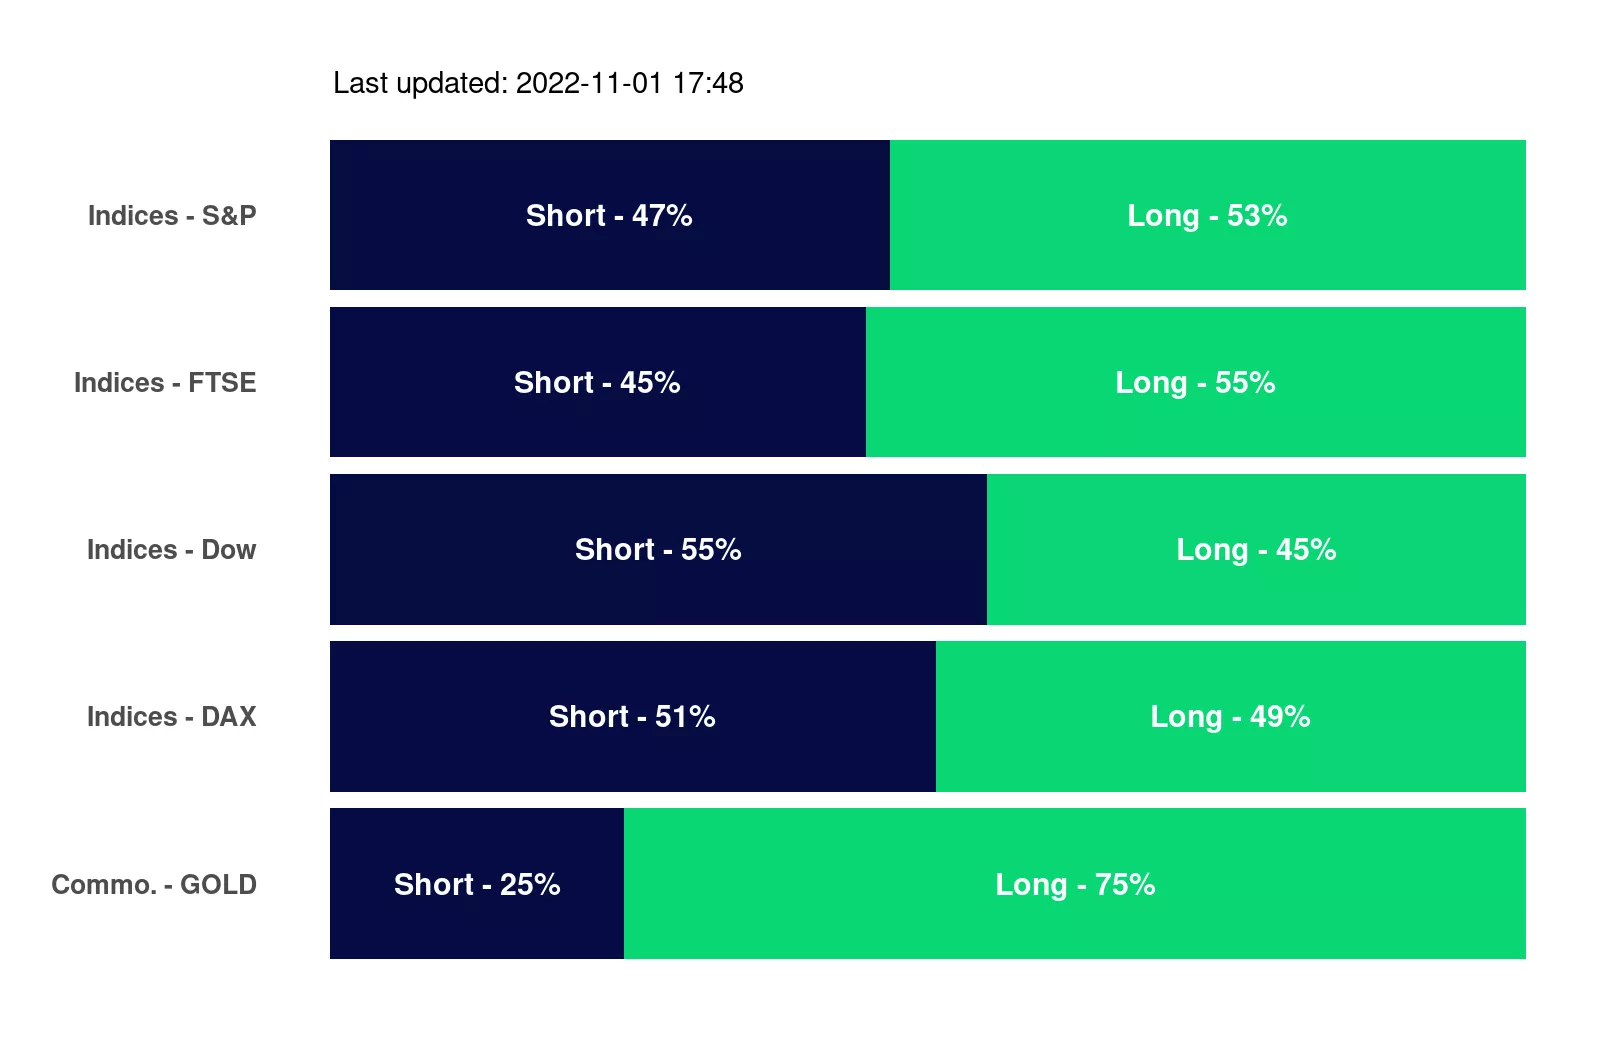 Last updated: 2022-11-01 17:48
Indices - S&P Short - 47% Long - 53%
Indices - FTSE Short - 45% Long - 55%
Indices - Dow Short - 55% Long - 45%
Indices - DAX Short - 51% Long - 49%
Commo. - GOLD Short - 25% Long - 75%